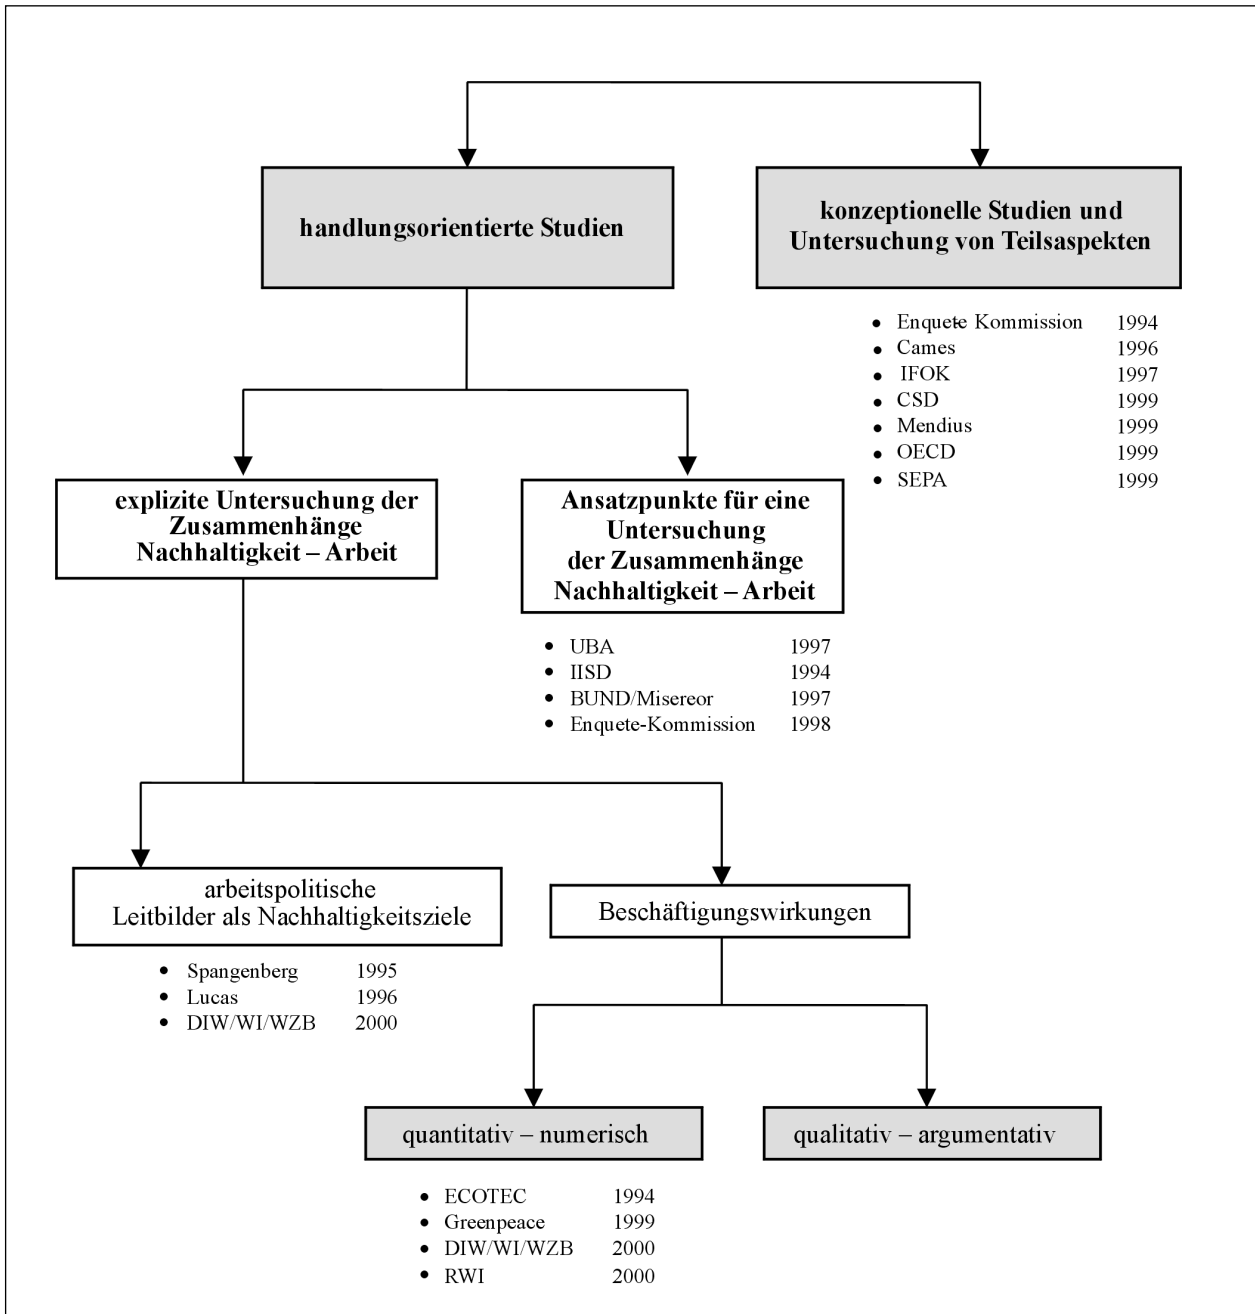 handlungsorientierte Studien
konzeptionelle Studien und
Untersuchung von Teilsaspekten
• Enquete Kommission 1994
• Cames 1996
• IFOK 1997
• CSD 1999
• Mendius 1999
• OECD 1999
• SEPA 1999
explizite Untersuchung der
Zusammenhänge
Nachhaltigkeit – Arbeit
Ansatzpunkte für eine
Untersuchung
der Zusammenhänge
Nachhaltigkeit – Arbeit
• UBA 1997
• IISD 1994
• BUND/Misereor 1997
• Enquete-Kommission 1998
arbeitspolitische
Leitbilder als Nachhaltigkeitsziele
• Spangenberg 1995
• Lucas 1996
• DIW/WI/WZB 2000
Beschäftigungswirkungen
quantitativ – numerisch
• ECOTEC 1994
• Greenpeace 1999
• DIW/WI/WZB 2000
• RWI 2000
qualitativ – argumentativ